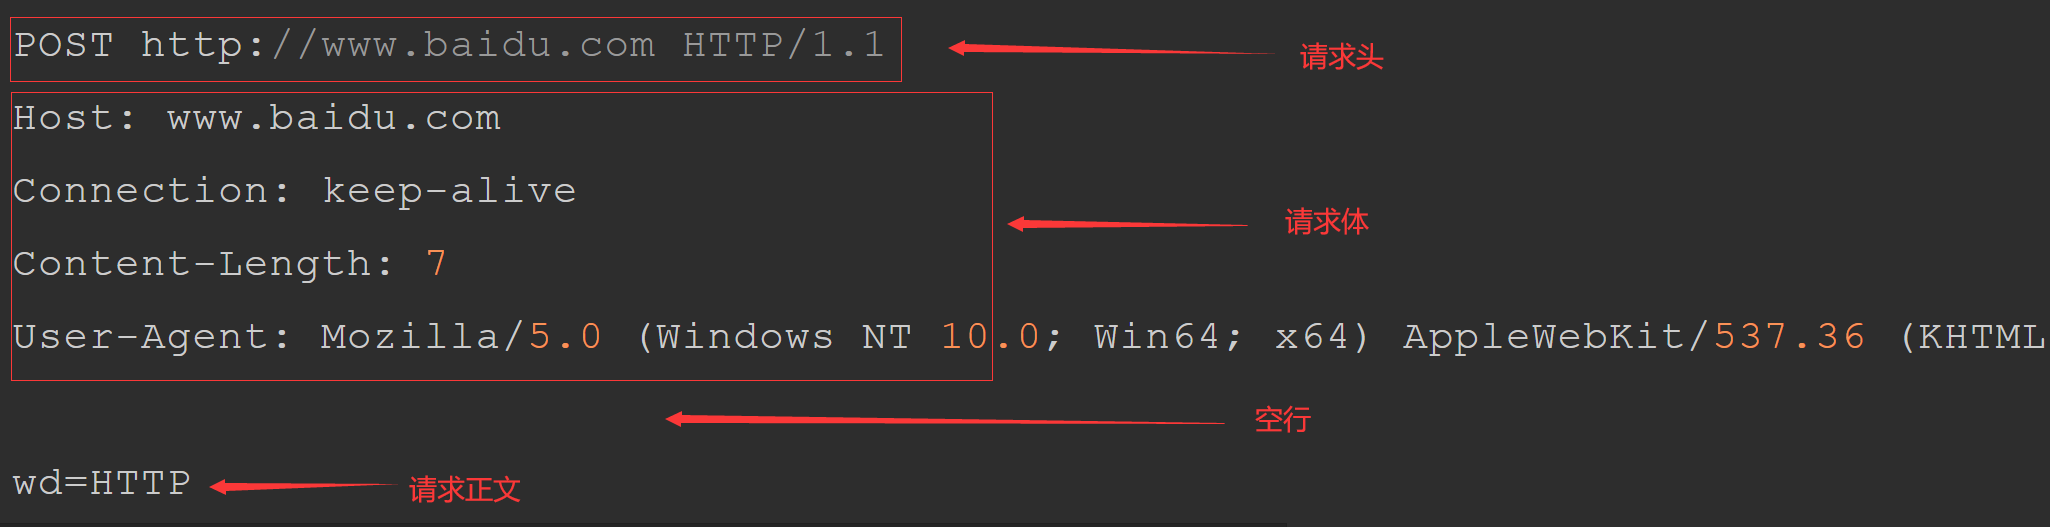 POST http://www.baidu.com HTTP/1.1
请求头
Host: www.baidu.com
Connection: keep-alive
请求体
Content-Length: 7
User-Agent: Mozilla/5.0 (Windows NT 10.0; Win64; x64) AppleWebKit/537.36 (KHTML
空行
wd=HTTP
请求正文